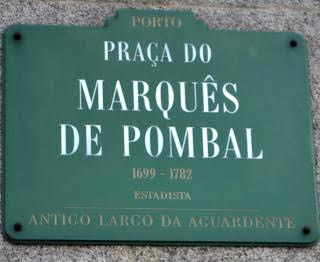 PORTO
PRAÇA DO
MARQUÊS
DE POMBAL
1699 - 1782
ESTADISTA
ANTIGO LARGO DA AGUARDENTE